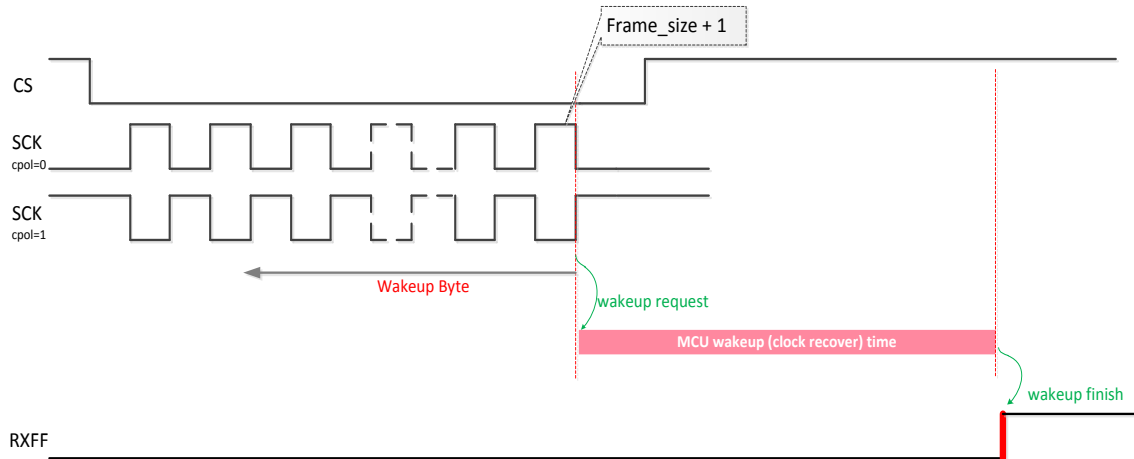 Frame_size + 1
CS
SCK
cpol=0
SCK
cpol=1
Wakeup Byte
wakeup request
MCU wakeup (clock recover) time
wakeup finish
RXFF